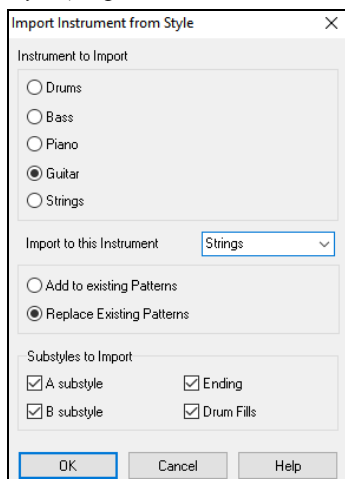 Import Instrument from Style
Instrument to Import
Drums
Bass
Piano
Guitar
Strings
Import to this Instrument Strings
Add to existing Patterns
Replace Existing Patterns
Substyles to Import
A substyle Ending
B substyle Drum Fills
OK Cancel Help